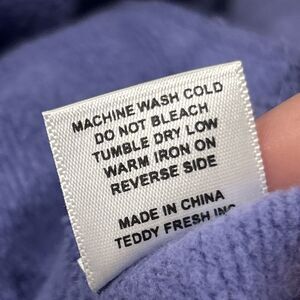 MACHINE WASH COLD
DO NOT BLEACH
TUMBLE DRY LOW
WARM IRON ON
REVERSE SIDE
MADE IN CHINA
TEDDY FRESH INC